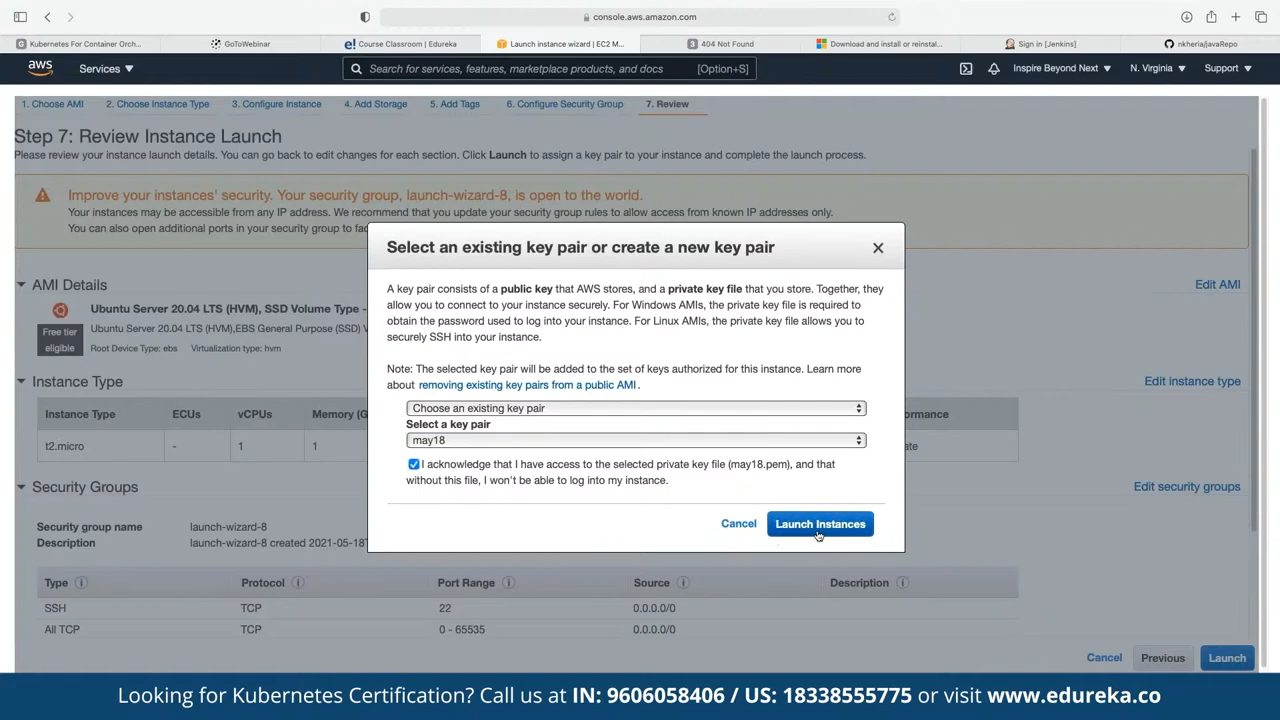 console.aws.amazon.com
Kubernetes For Container Orch...
GoToWebinar
Course Classroom | Edureka
Launch instance wizard | EC2 M...
404 Not Found
Download and install or reinstal...
Sign in [Jenkins]
nkheria/javaRepo
aws
Services
Search for services, features, marketplace products, and docs
[Option+S]
Inspire Beyond Next
N. Virginia
Support
1. Choose AMI
2. Choose Instance Type
3. Configure Instance
4. Add Storage
5. Add Tags
6. Configure Security Group
7. Review
Step 7: Review Instance Launch
Please review your instance launch details. You can go back to edit changes for each section. Click Launch to assign a key pair to your instance and complete the launch process.
Improve your instances' security. Your security group, launch-wizard-8, is open to the world.
Your instances may be accessible from any IP address. We recommend that you update your security group rules to allow access from known IP addresses only.
You can also open additional ports in your security group to fac
Select an existing key pair or create a new key pair
A key pair consists of a public key that AWS stores, and a private key file that you store. Together, they
allow you to connect to your instance securely. For Windows AMIs, the private key file is required to
obtain the password used to log into your instance. For Linux AMIs, the private key file allows you to
securely SSH into your instance.
Note: The selected key pair will be added to the set of keys authorized for this instance. Learn more
about removing existing key pairs from a public AMI .
Choose an existing key pair
Select a key pair
may18
I acknowledge that I have access to the selected private key file (may18.pem), and that
without this file, I won't be able to log into my instance.
Cancel
Launch Instances
AMI Details
Edit AMI
Ubuntu Server 20.04 LTS (HVM), SSD Volume Type -
Free tier
eligible
Ubuntu Server 20.04 LTS (HVM),EBS General Purpose (SSD) V
Root Device Type: ebs
Virtualization type: hvm
Instance Type
Edit instance type
Instance Type
ECUs
vCPUs
Memory (G
ormance
t2.micro
-
1
1
ate
Security Groups
Edit security groups
Security group name
launch-wizard-8
Description
launch-wizard-8 created 2021-05-18T
Type
Protocol
Port Range
Source
Description
SSH
TCP
22
0.0.0.0/0
All TCP
TCP
0 - 65535
0.0.0.0/0
Cancel
Previous
Launch
Looking for Kubernetes Certification? Call us at IN: 9606058406 / US: 18338555775 or visit www.edureka.co